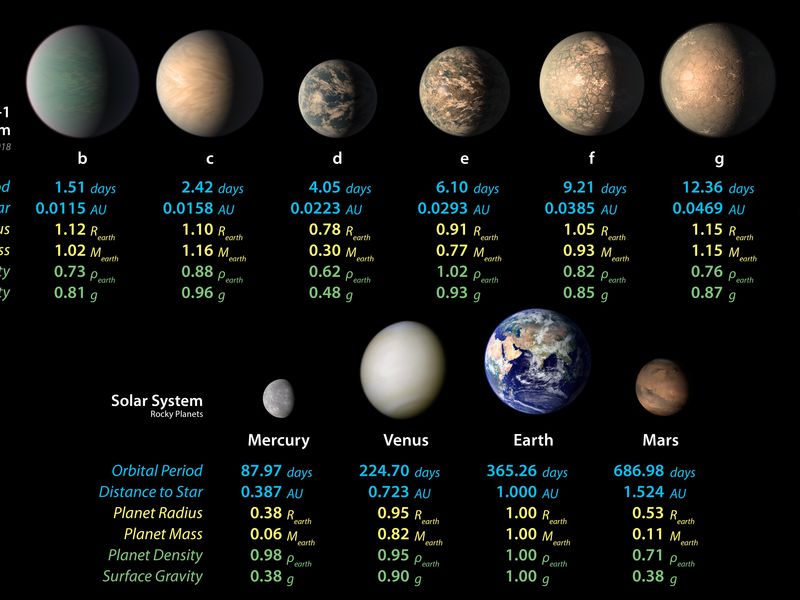 -1
m
2018
b c d e f g
od 1.51 days 2.42 days 4.05 days 6.10 days 9.21 days 12.36 days
ar 0.0115 AU 0.0158 AU 0.0223 AU 0.0293 AU 0.0385 AU 0.0469 AU
us 1.12 Rearth 1.10 Rearth 0.78 Rearth 0.91 Rearth 1.05 Rearth 1.15 Rearth
ss 1.02 Mearth 1.16 Mearth 0.30 Mearth 0.77 Mearth 0.93 Mearth 1.15 Mearth
ty 0.73 ρearth 0.88 ρearth 0.62 ρearth 1.02 ρearth 0.82 ρearth 0.76 ρearth
ty 0.81 g 0.96 g 0.48 g 0.93 g 0.85 g 0.87 g
Solar System
Rocky Planets
Mercury Venus Earth Mars
Orbital Period 87.97 days 224.70 days 365.26 days 686.98 days
Distance to Star 0.387 AU 0.723 AU 1.000 AU 1.524 AU
Planet Radius 0.38 Rearth 0.95 Rearth 1.00 Rearth 0.53 Rearth
Planet Mass 0.06 Mearth 0.82 Mearth 1.00 Mearth 0.11 Mearth
Planet Density 0.98 ρearth 0.95 ρearth 1.00 ρearth 0.71 ρearth
Surface Gravity 0.38 g 0.90 g 1.00 g 0.38 g